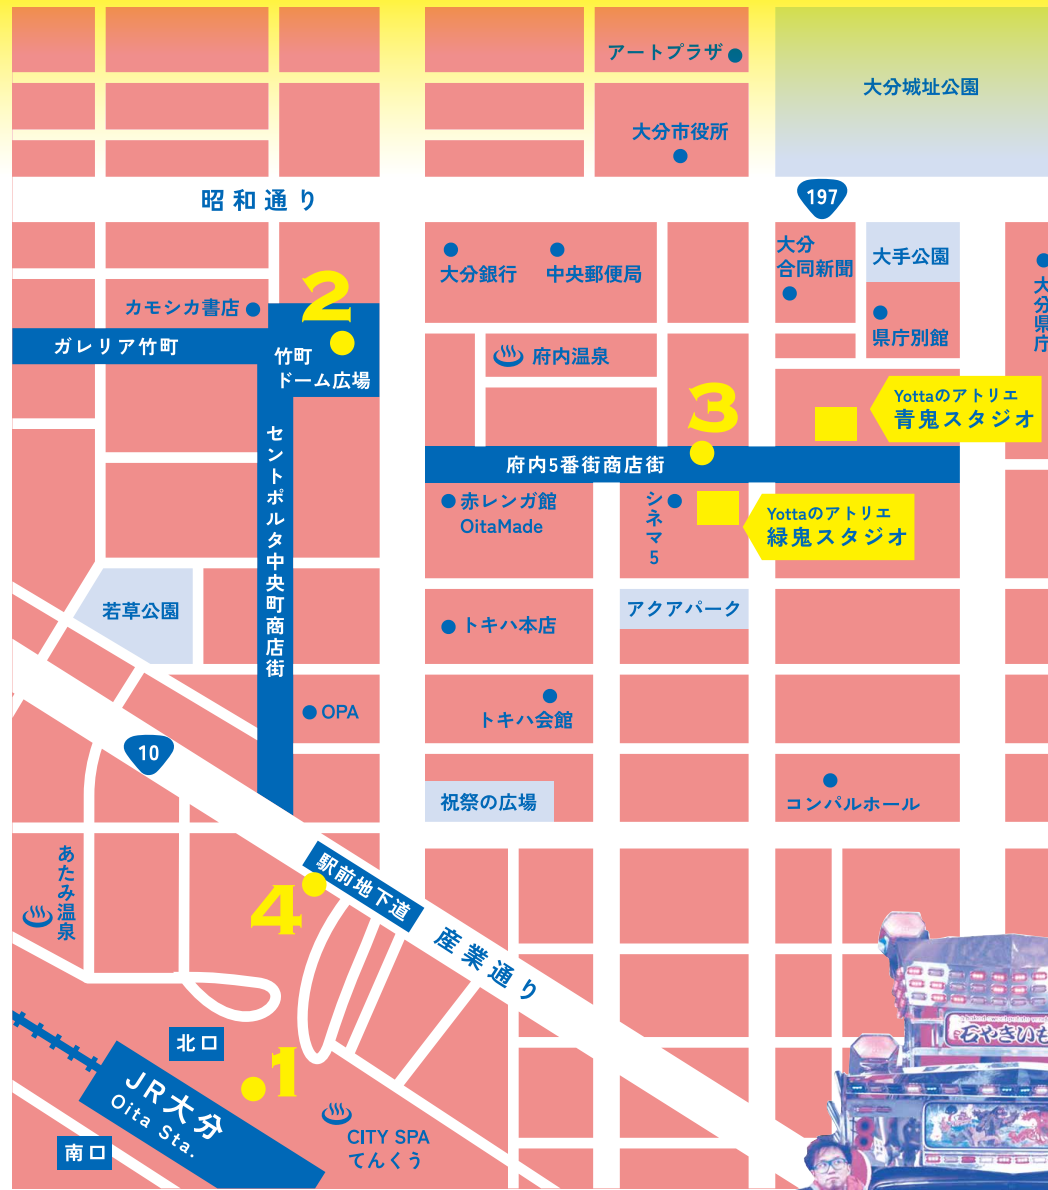 アートプラザ
大分城址公園
大分市役所
昭和通り
197
大分銀行
中央郵便局
大分
合同新聞
大手公園
大分県庁
カモシカ書店
2
ガレリア竹町
竹町
ドーム広場
府内温泉
県庁別館
3
Yottaのアトリエ
青鬼スタジオ
府内5番街商店街
セントポルタ中央町商店街
赤レンガ館
OitaMade
シネマ5
Yottaのアトリエ
緑鬼スタジオ
若草公園
トキハ本店
アクアパーク
OPA
トキハ会館
10
祝祭の広場
コンパルホール
あたみ温泉
駅前地下道
4
産業通り
北口
1
JR大分
Oita Sta.
南口
CITY SPA
てんくう
石やきいも